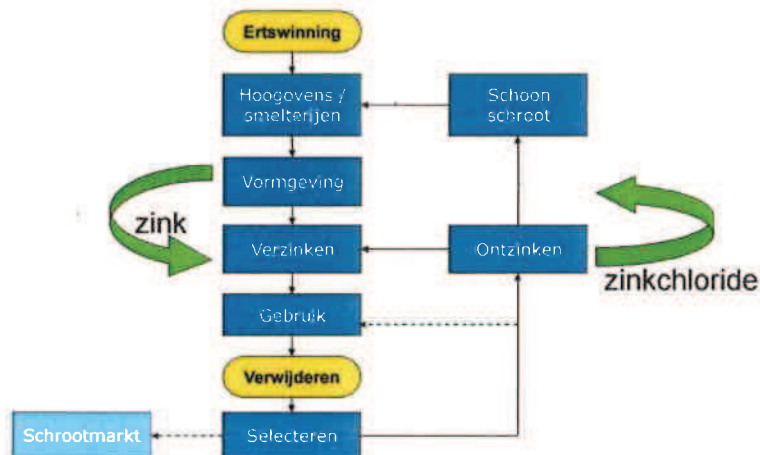 Ertswinning
Hoogovens /
smelterijen
Schoon
schroot
Vormgeving
zink
Verzinken
Ontzinken
zinkchloride
Gebruik
Verwijderen
Schrootmarkt
Selecteren